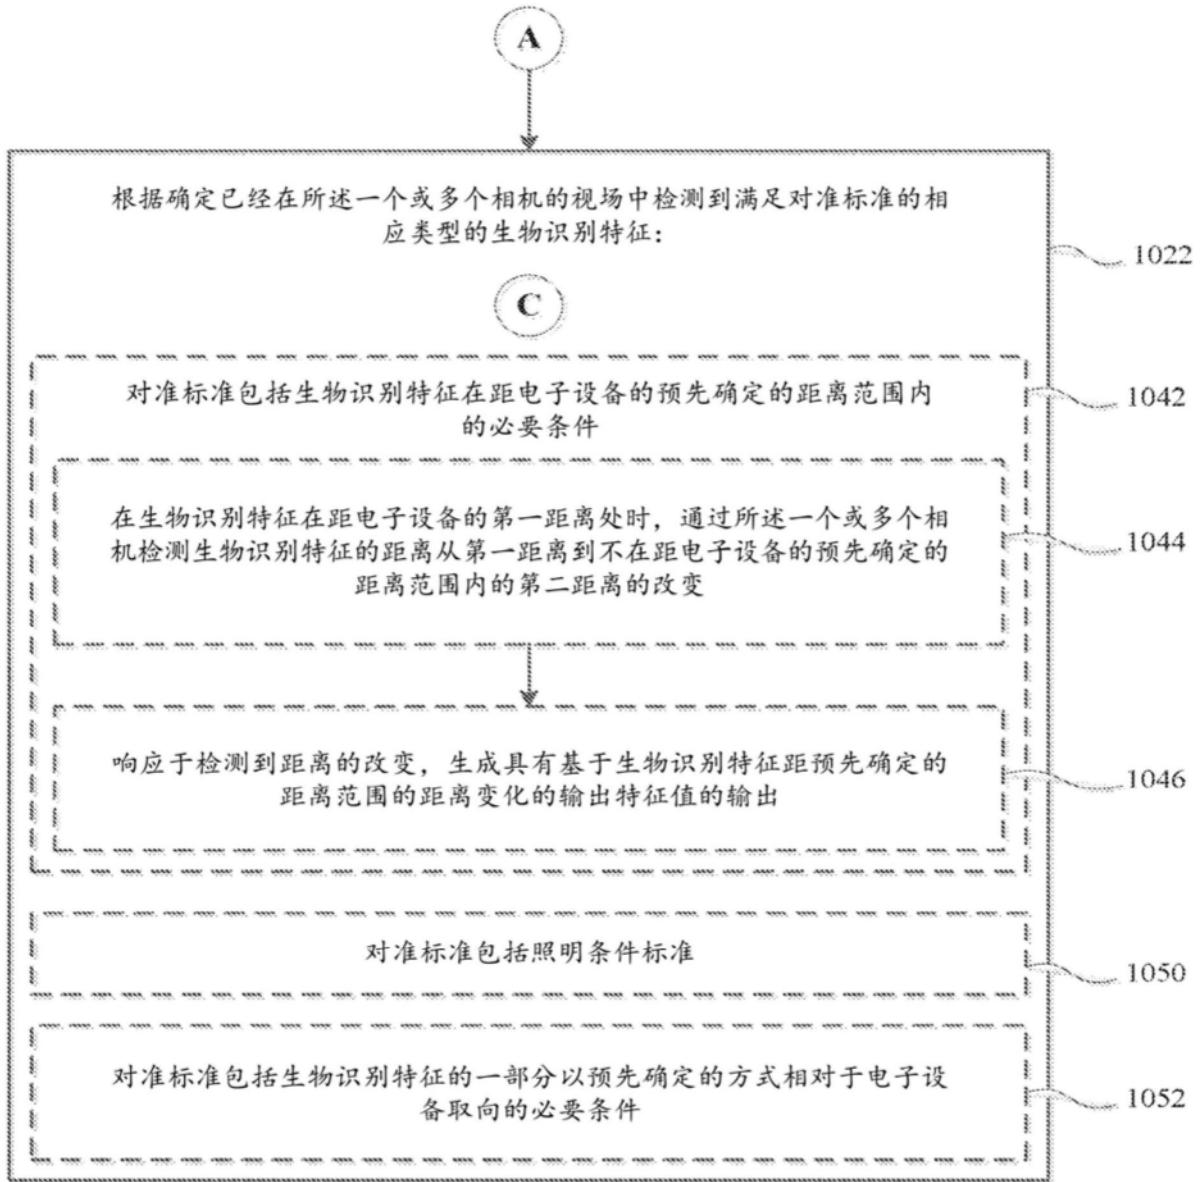 A
根据确定已经在所述一个或多个相机的视场中检测到满足对准标准的相
应类型的生物识别特征：
1022
C
对准标准包括生物识别特征在距电子设备的预先确定的距离范围内
的必要条件
1042
在生物识别特征在距电子设备的第一距离处时，通过所述一个或多个相
机检测生物识别特征的距离从第一距离到不在距电子设备的预先确定的
距离范围内的第二距离的改变
1044
响应于检测到距离的改变，生成具有基于生物识别特征距预先确定的
距离范围的距离变化的输出特征值的输出
1046
对准标准包括照明条件标准
1050
对准标准包括生物识别特征的一部分以预先确定的方式相对于电子设
备取向的必要条件
1052